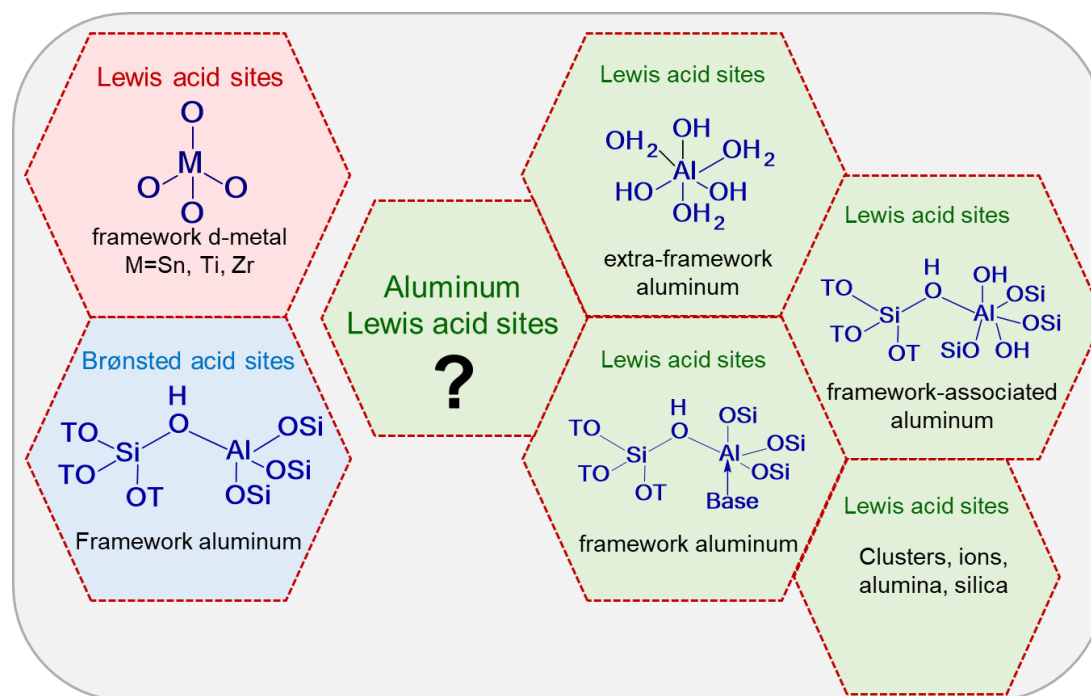 Lewis acid sites
O
M
O
O
O
framework d-metal
M=Sn, Ti, Zr
Brønsted acid sites
H
TO
O
OSi
Si
Al
TO
OSi
OT
OSi
Framework aluminum
Aluminum
Lewis acid sites
?
Lewis acid sites
OH
OH2
OH2
Al
HO
OH
OH2
extra-framework
aluminum
Lewis acid sites
H
OSi
TO
O
OSi
Si
Al
TO
OSi
OT
Base
framework aluminum
Lewis acid sites
H
OH
TO
O
OSi
Si
Al
TO
OSi
OT
SiO
OH
framework-associated
aluminum
Lewis acid sites
Clusters, ions,
alumina, silica